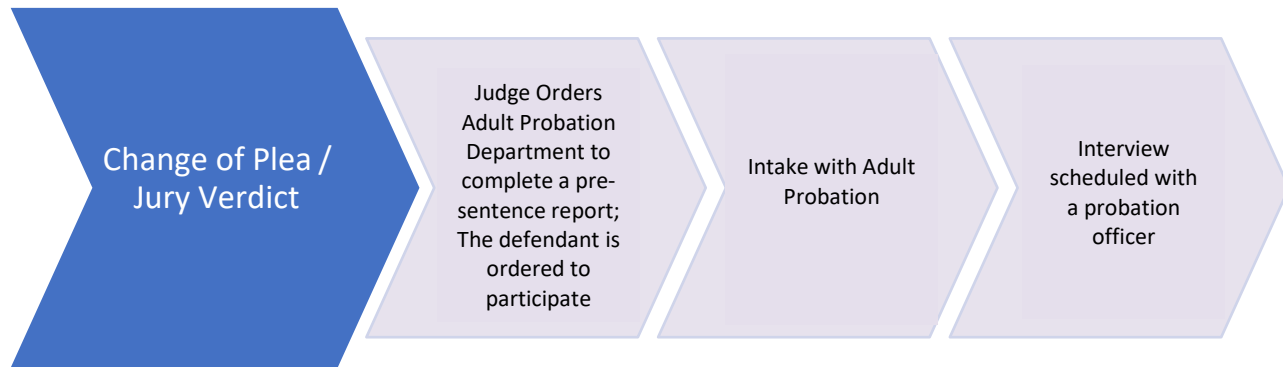 Change of Plea /
Jury Verdict
Judge Orders
Adult Probation
Department to
complete a pre-
sentence report;
The defendant is
ordered to
participate
Intake with Adult
Probation
Interview
scheduled with
a probation
officer